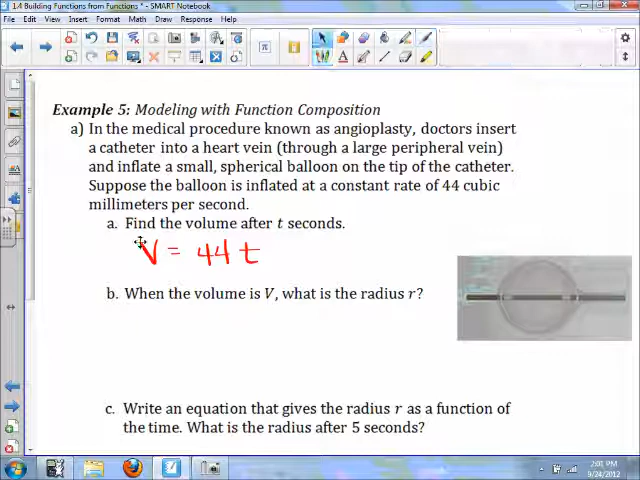 1.4 Building Functions from Functions * - SMART Notebook
File Edit View Insert Format Tools Math Draw Response Help
Example 5: Modeling with Function Composition
a) In the medical procedure known as angioplasty, doctors insert
a catheter into a heart vein (through a large peripheral vein)
and inflate a small, spherical balloon on the tip of the catheter.
Suppose the balloon is inflated at a constant rate of 44 cubic
millimeters per second.
a. Find the volume after t seconds.
V = 44 t
b. When the volume is V, what is the radius r?
c. Write an equation that gives the radius r as a function of
the time. What is the radius after 5 seconds?
2:01 PM
9/24/2012